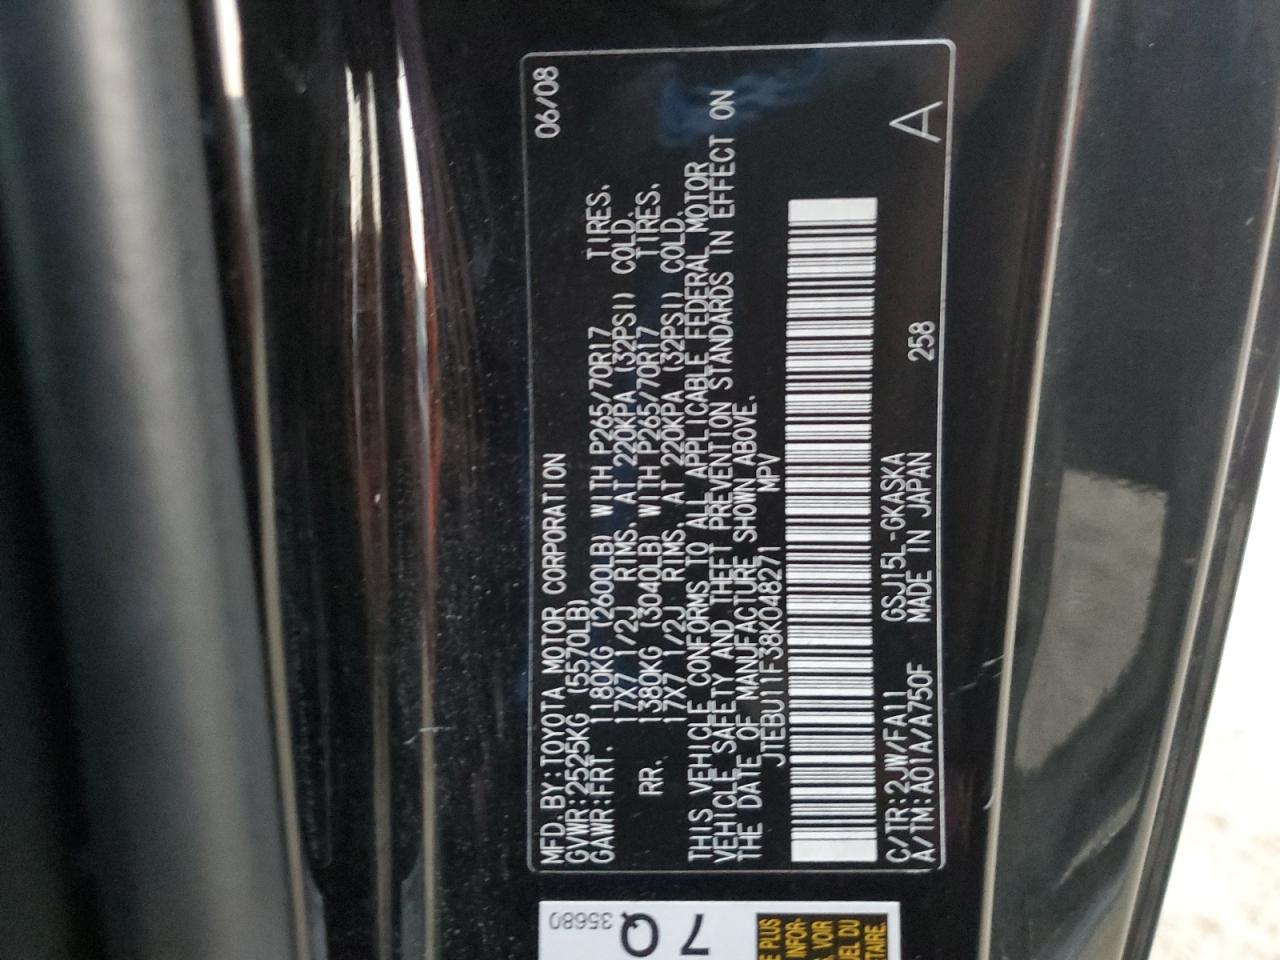 MFD. BY: TOYOTA MOTOR CORPORATION 06/08
GVWR: 2525KG (5570LB)
GAWR: FRT. 1180KG (2600LB) WITH P265/70R17 TIRES,
17X7 1/2J RIMS, AT 220KPA (32PSI) COLD.
RR. 1380KG (3040LB) WITH P265/70R17 TIRES,
17X7 1/2J RIMS, AT 220KPA (32PSI) COLD.
THIS VEHICLE CONFORMS TO ALL APPLICABLE FEDERAL MOTOR
VEHICLE SAFETY AND THEFT PREVENTION STANDARDS IN EFFECT ON
THE DATE OF MANUFACTURE SHOWN ABOVE.
JTEBU11F38K048271 MPV
C/TR: 2JW/FA11 GSJ15L-GKASKA
A/TM: A01A/A750F MADE IN JAPAN 258 A
35680
7Q
PLUS
INFOR-
VOIR
DU